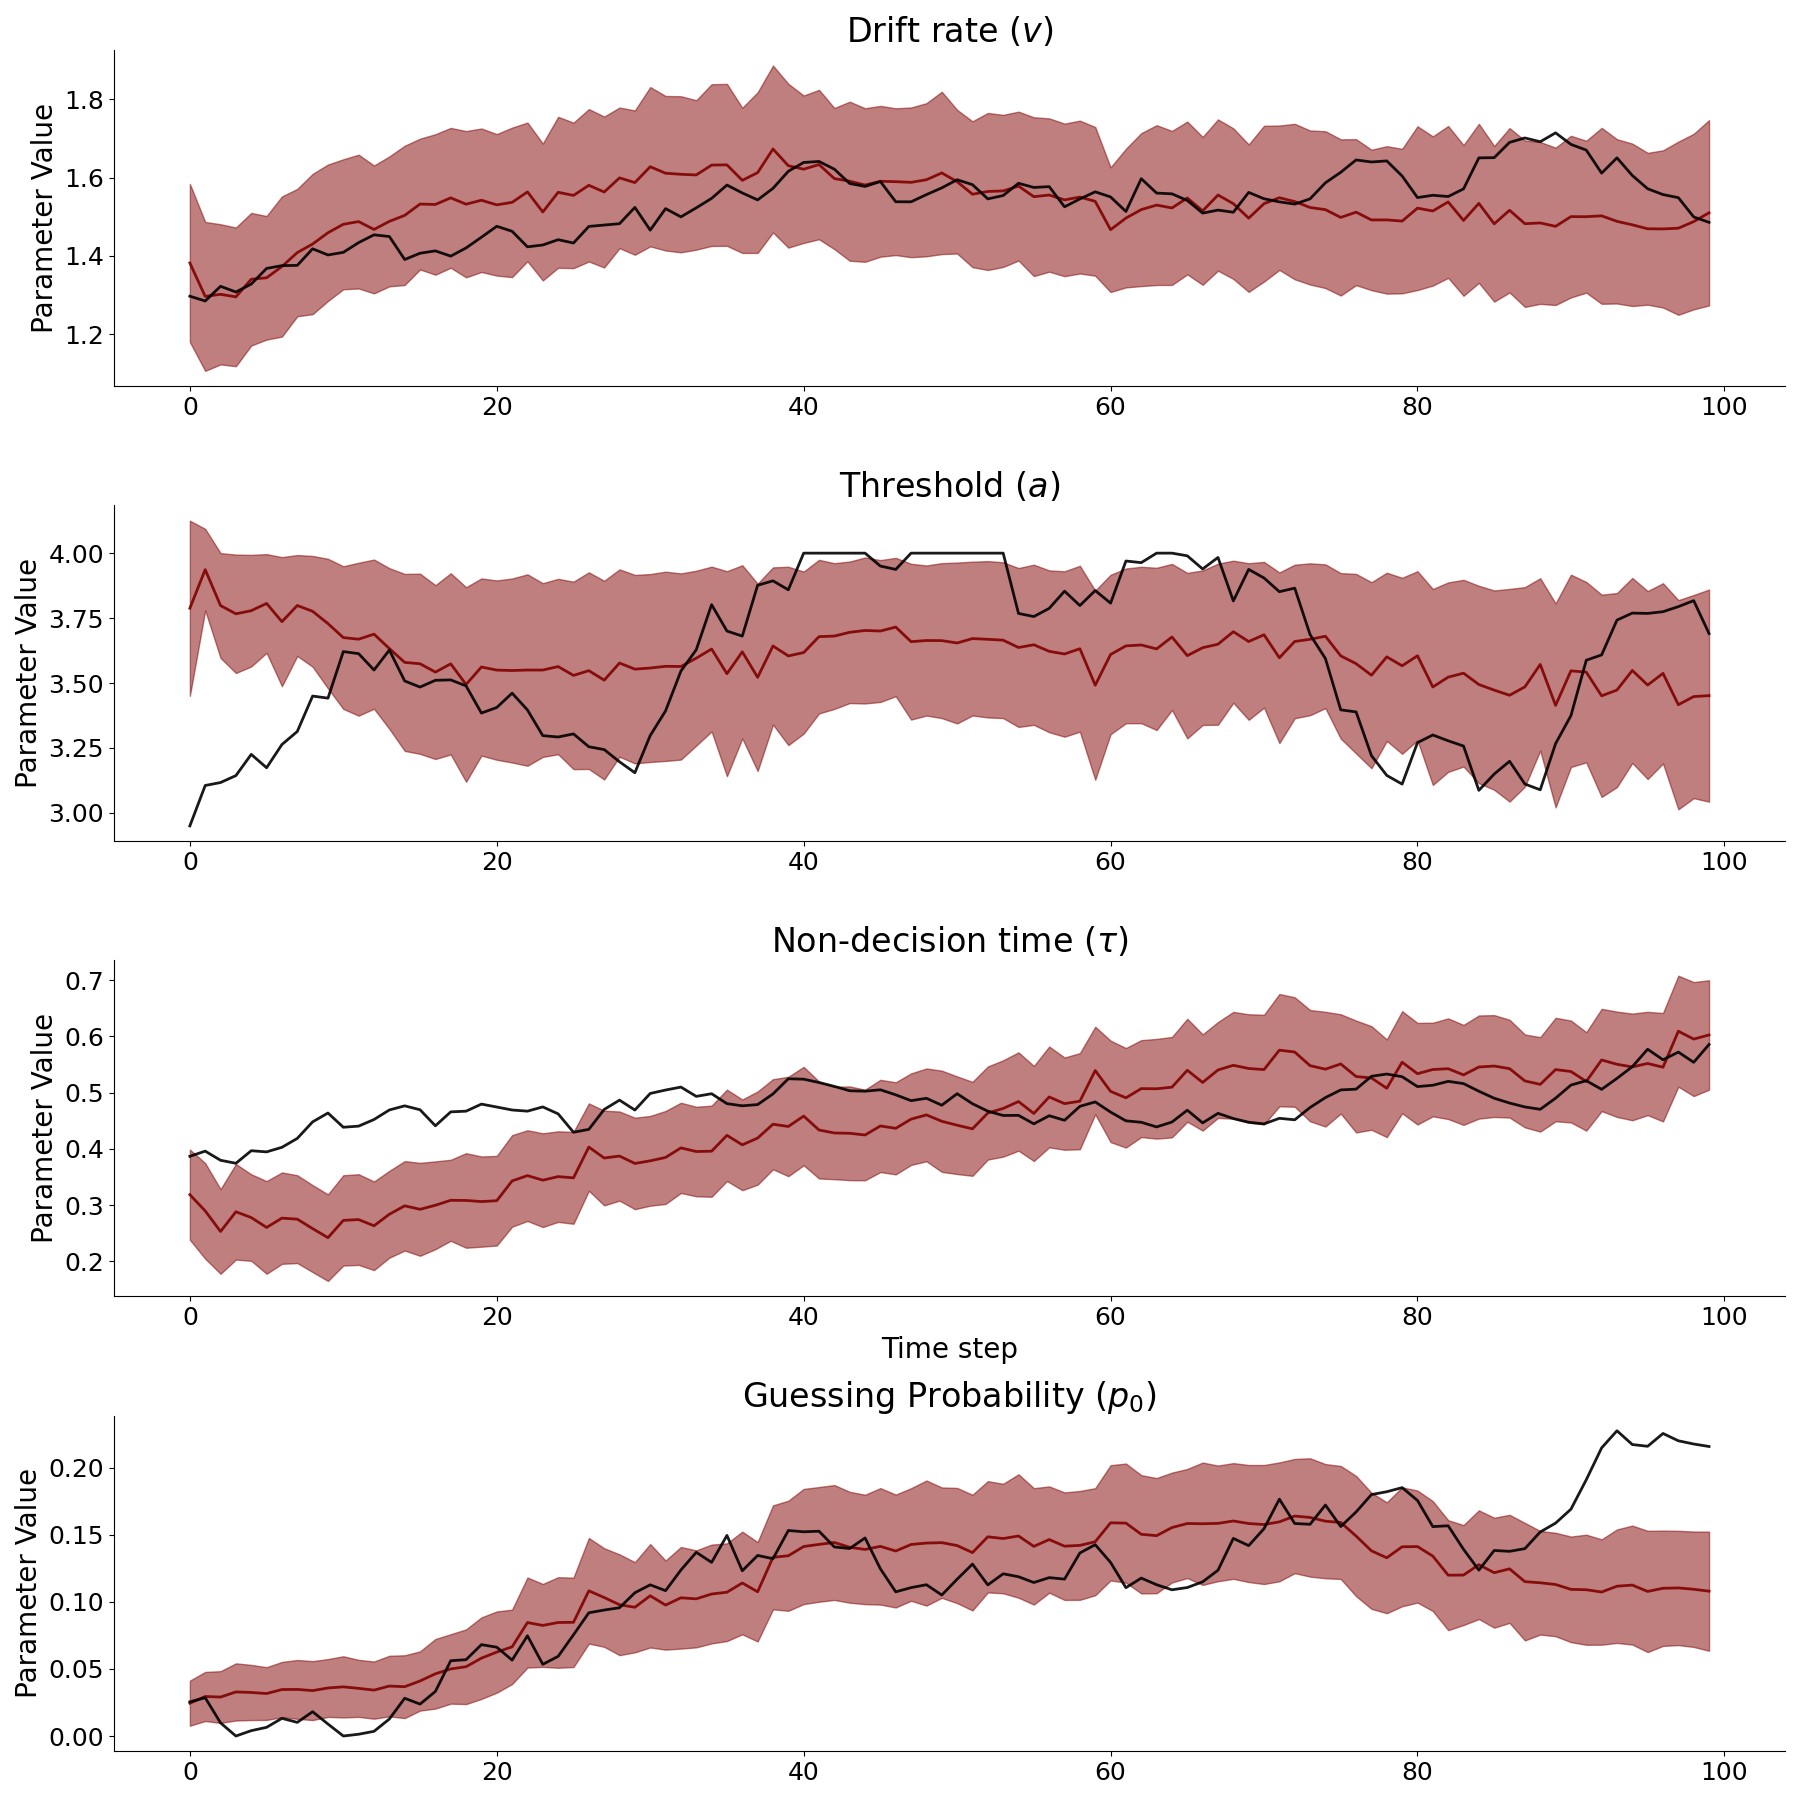 Drift rate (v)
Parameter Value
1.8
1.6
1.4
1.2
0 20 40 60 80 100
Threshold (a)
Parameter Value
4.00
3.75
3.50
3.25
3.00
0 20 40 60 80 100
Non-decision time (τ)
Parameter Value
0.7
0.6
0.5
0.4
0.3
0.2
0 20 40 60 80 100
Time step
Guessing Probability (p₀)
Parameter Value
0.20
0.15
0.10
0.05
0.00
0 20 40 60 80 100